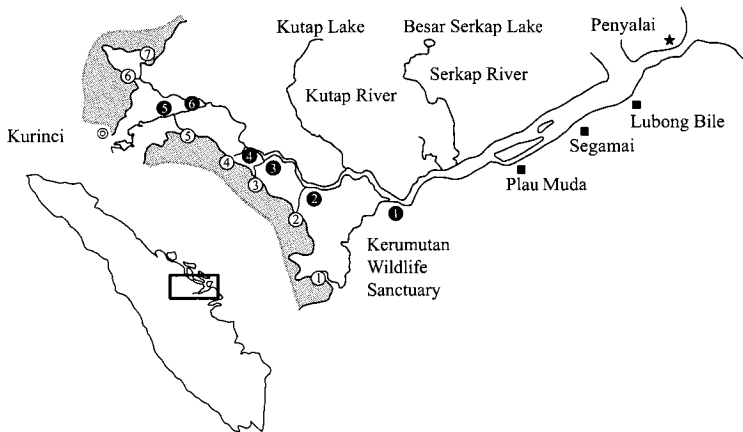 Kutap Lake
Besar Serkap Lake
Penyalai
Serkap River
Kutap River
Kurinci
Lubong Bile
Segamai
Plau Muda
Kerumutan
Wildlife
Sanctuary
7
6
6
5
5
4
4
3
3
2
2
1
1